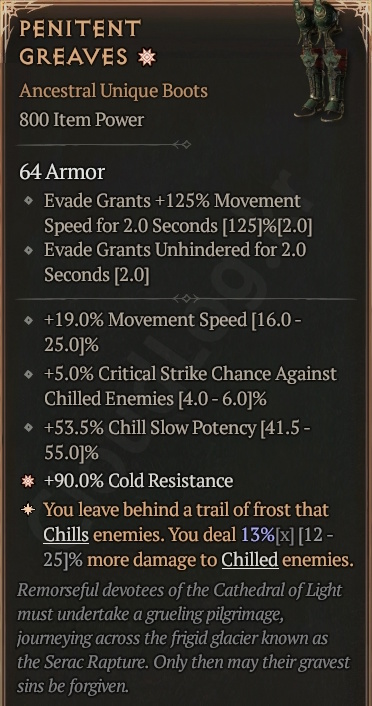 PENITENT
GREAVES
Ancestral Unique Boots
800 Item Power
64 Armor
Evade Grants +125% Movement
Speed for 2.0 Seconds [125]%[2.0]
Evade Grants Unhindered for 2.0
Seconds [2.0]
+19.0% Movement Speed [16.0 -
25.0]%
+5.0% Critical Strike Chance Against
Chilled Enemies [4.0 - 6.0]%
+53.5% Chill Slow Potency [41.5 -
55.0]%
+90.0% Cold Resistance
You leave behind a trail of frost that
Chills enemies. You deal 13%[x] [12 -
25]% more damage to Chilled enemies.
Remorseful devotees of the Cathedral of Light
must undertake a grueling pilgrimage,
journeying across the frigid glacier known as
the Serac Rapture. Only then may their gravest
sins be forgiven.